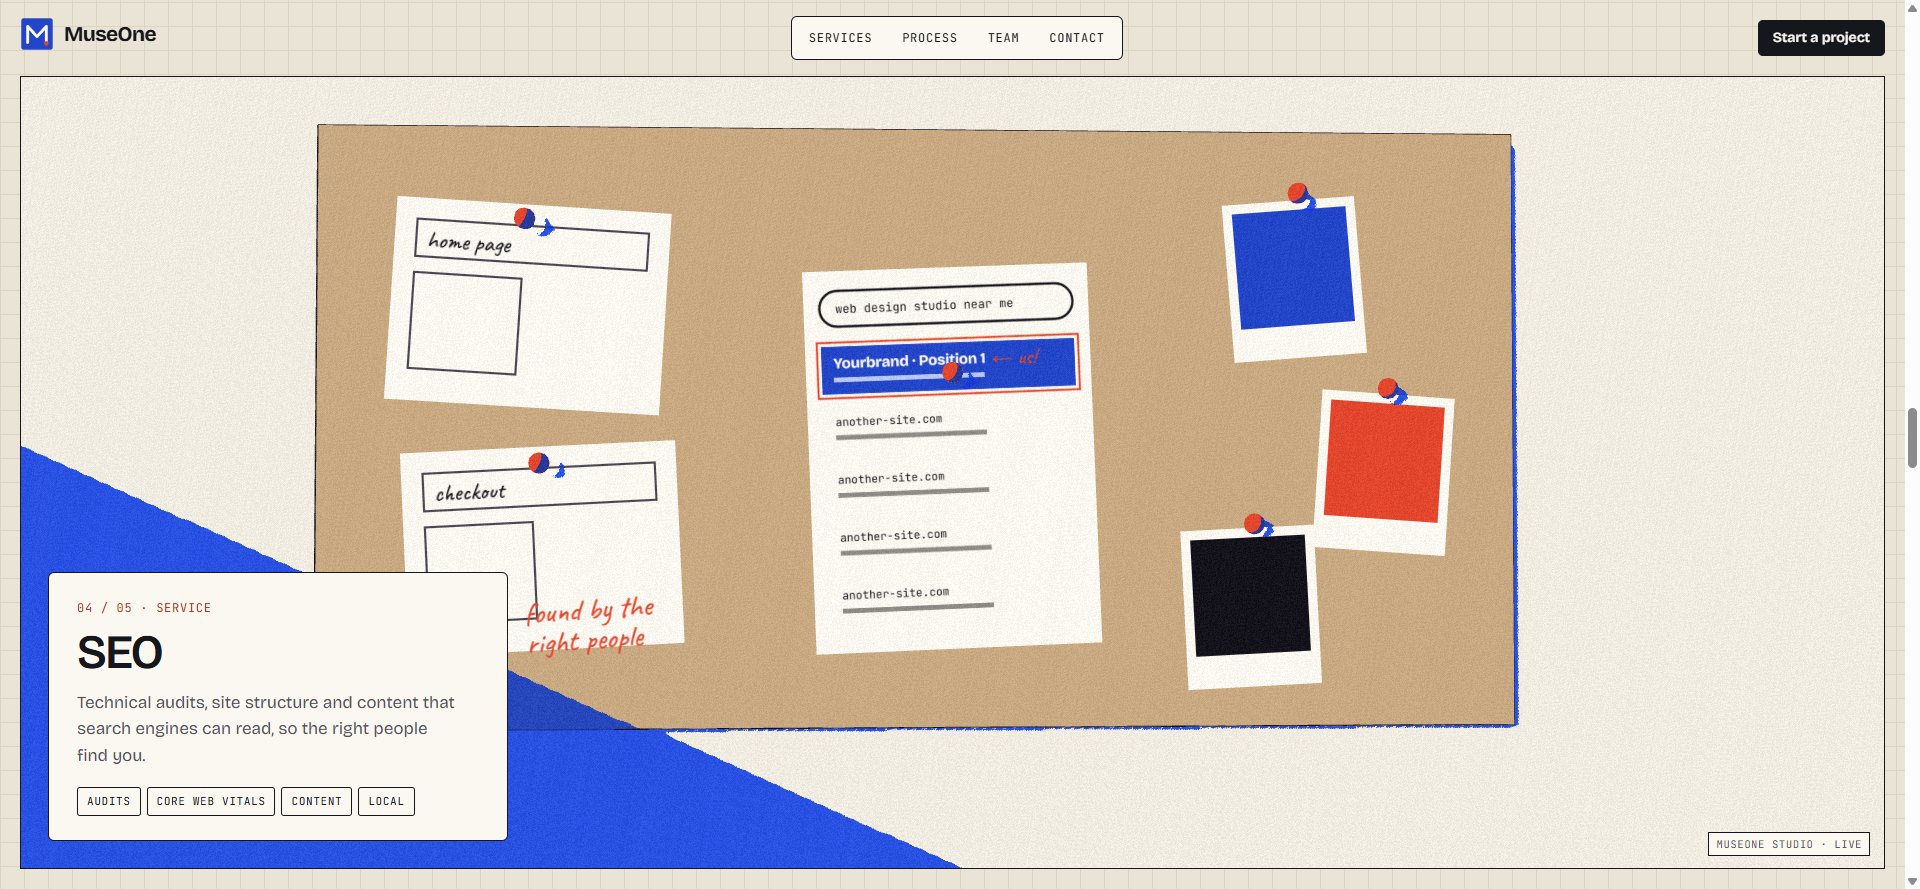 MuseOne
SERVICES PROCESS TEAM CONTACT
Start a project
home page
checkout
found by the
right people
web design studio near me
Yourbrand · Position 1 ← us!
another-site.com
another-site.com
another-site.com
another-site.com
04 / 05 · SERVICE
SEO
Technical audits, site structure and content that
search engines can read, so the right people
find you.
AUDITS CORE WEB VITALS CONTENT LOCAL
MUSEONE STUDIO · LIVE